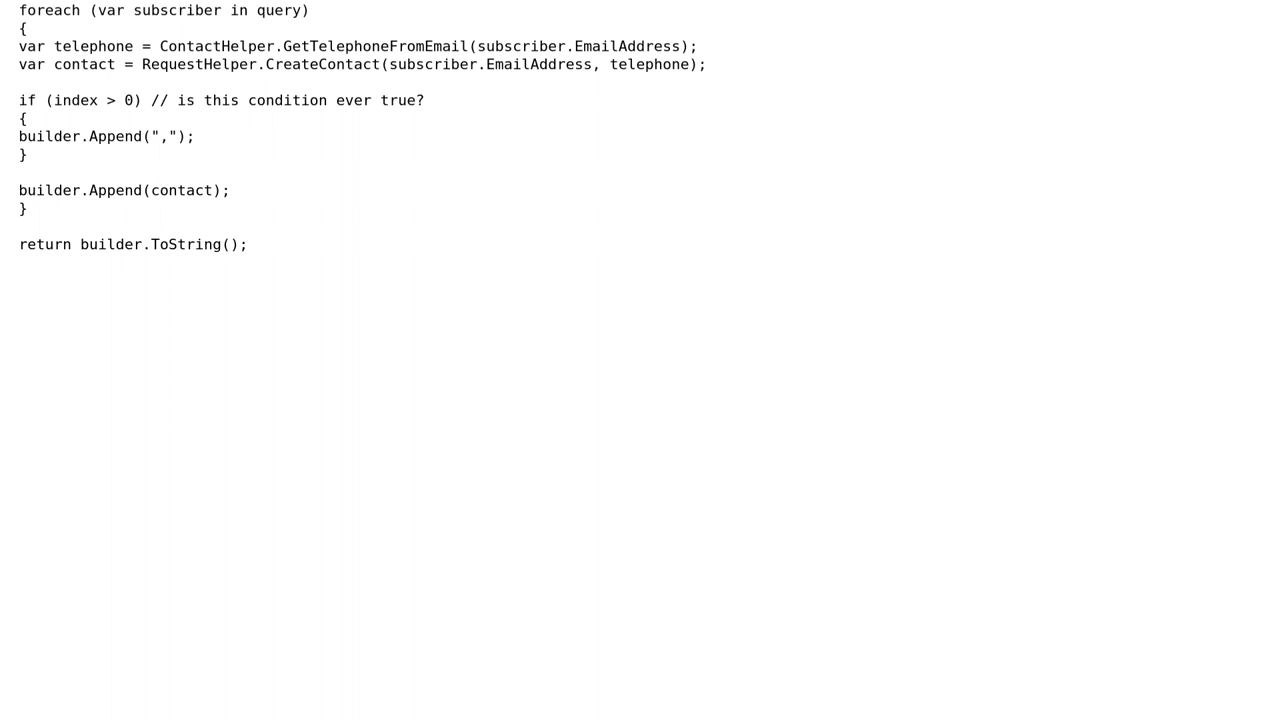 foreach (var subscriber in query)
{
var telephone = ContactHelper.GetTelephoneFromEmail(subscriber.EmailAddress);
var contact = RequestHelper.CreateContact(subscriber.EmailAddress, telephone);
if (index > 0) // is this condition ever true?
{
builder.Append(",");
}
builder.Append(contact);
}
return builder.ToString();